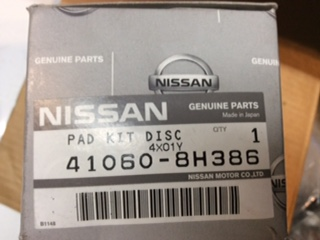 GENUINE PARTS
NISSAN
NISSAN
GENUINE PARTS
Made in Japan
PAD KIT DISC
QTY 1
4X01Y
41060-8H386
NISSAN MOTOR CO.,LTD
B1148